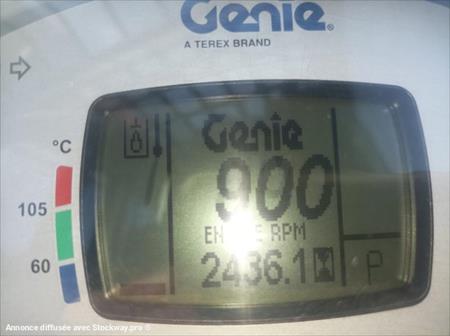 Genie®
A TEREX BRAND
°C
105
60
Genie
900
RPM
2436.1
P
Annonce diffusée avec Stockway.pro ©